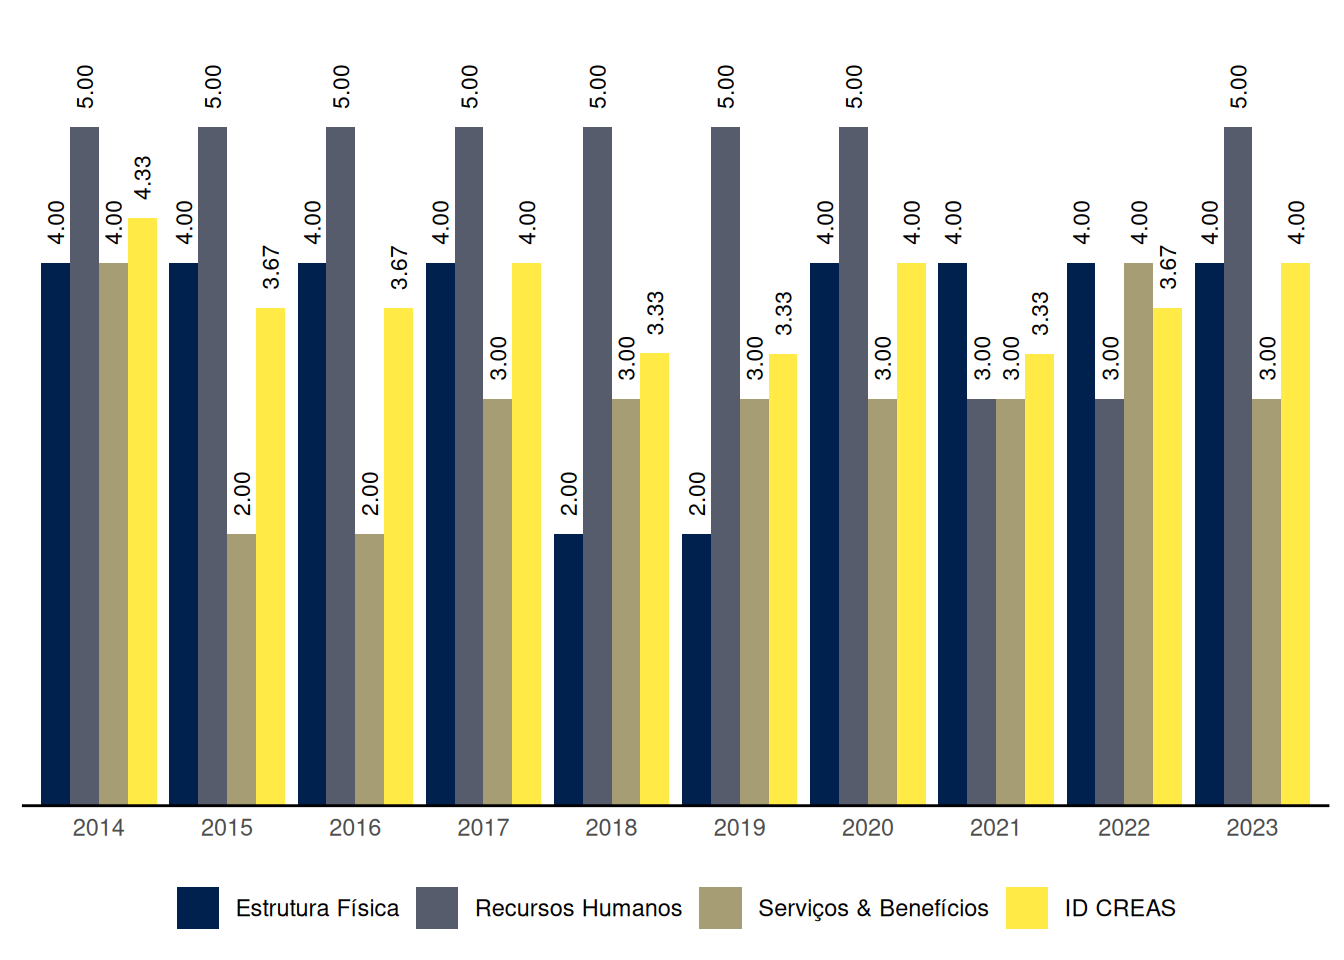 5.00 5.00 5.00 5.00 5.00 5.00 5.00 5.00
4.33
4.00 4.00 4.00 4.00 4.00 4.00 4.00 4.00 4.00 4.00 4.00 4.00 4.00
3.67 3.67 3.67
3.33 3.33 3.33
3.00 3.00 3.00 3.00 3.00 3.00 3.00 3.00
2.00 2.00 2.00 2.00
2014 2015 2016 2017 2018 2019 2020 2021 2022 2023
Estrutura Física Recursos Humanos Serviços & Benefícios ID CREAS